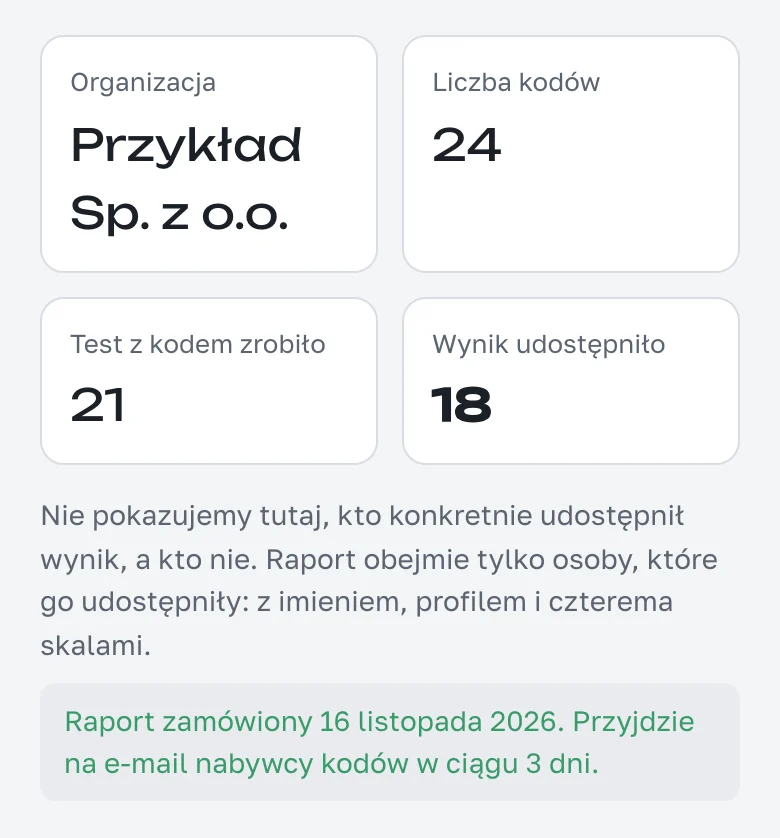 Organizacja
Przykład
Sp. z o.o.
Liczba kodów
24
Test z kodem zrobiło
21
Wynik udostępniło
18
Nie pokazujemy tutaj, kto konkretnie udostępnił
wynik, a kto nie. Raport obejmie tylko osoby, które
go udostępniły: z imieniem, profilem i czterema
skalami.
Raport zamówiony 16 listopada 2026. Przyjdzie
na e-mail nabywcy kodów w ciągu 3 dni.